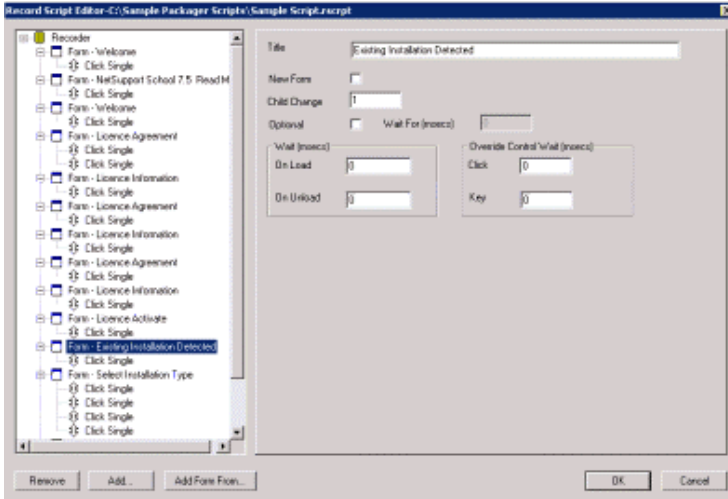 Record Script Editor-C:\Sample Packager Scripts\Sample Script.rscrpt
Recorder
Form - Welcome
Click Single
Form - NetSupport School 7.5 Read M
Click Single
Form - Welcome
Click Single
Form - Licence Agreement
Click Single
Click Single
Form - Licence Information
Click Single
Form - Licence Agreement
Click Single
Form - Licence Information
Click Single
Form - Licence Agreement
Click Single
Form - Licence Information
Click Single
Form - Licence Activate
Click Single
Form - Existing Installation Detected
Click Single
Form - Select Installation Type
Click Single
Click Single
Click Single
Click Single
Title
Existing Installation Detected
New Form
Child Change
1
Optional
Wait For (msecs)
0
Wait (msecs)
On Load
0
On Unload
0
Override Control Wait (msecs)
Click
0
Key
0
Remove
Add...
Add Form From...
OK
Cancel